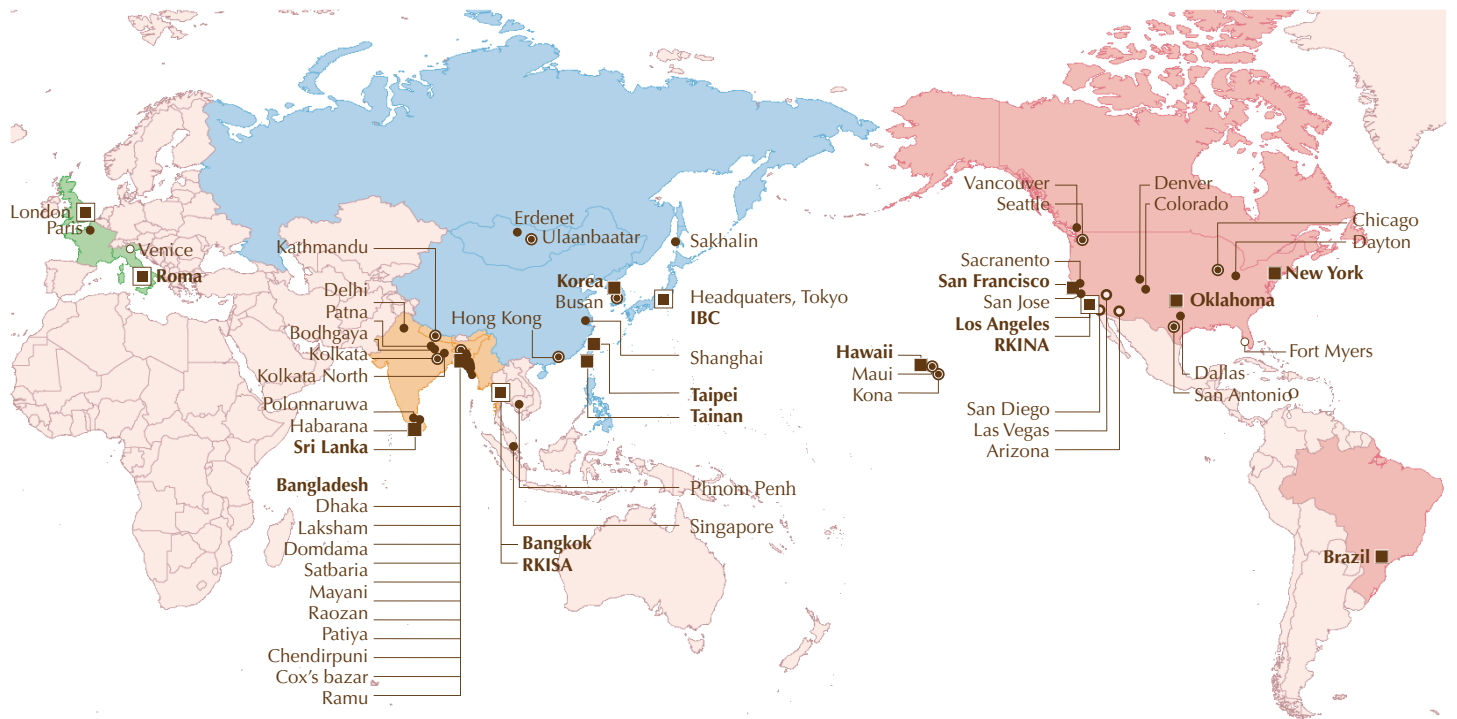 London
Paris
Venice
Roma
Kathmandu
Delhi
Patna
Bodhgaya
Kolkata
Kolkata North
Polonnaruwa
Habarana
Sri Lanka
Bangladesh
Dhaka
Laksham
Domdama
Satbaria
Mayani
Raozan
Patiya
Chendirpuni
Cox's bazar
Ramu
Erdenet
Ulaanbaatar
Sakhalin
Korea
Busan
Hong Kong
Headquaters, Tokyo
IBC
Shanghai
Taipei
Tainan
Phnom Penh
Singapore
Bangkok
RKISA
Hawaii
Maui
Kona
Vancouver
Seattle
Sacranento
San Francisco
San Jose
Los Angeles
RKINA
San Diego
Las Vegas
Arizona
Denver
Colorado
Chicago
Dayton
New York
Oklahoma
Fort Myers
Dallas
San Antonio
Brazil